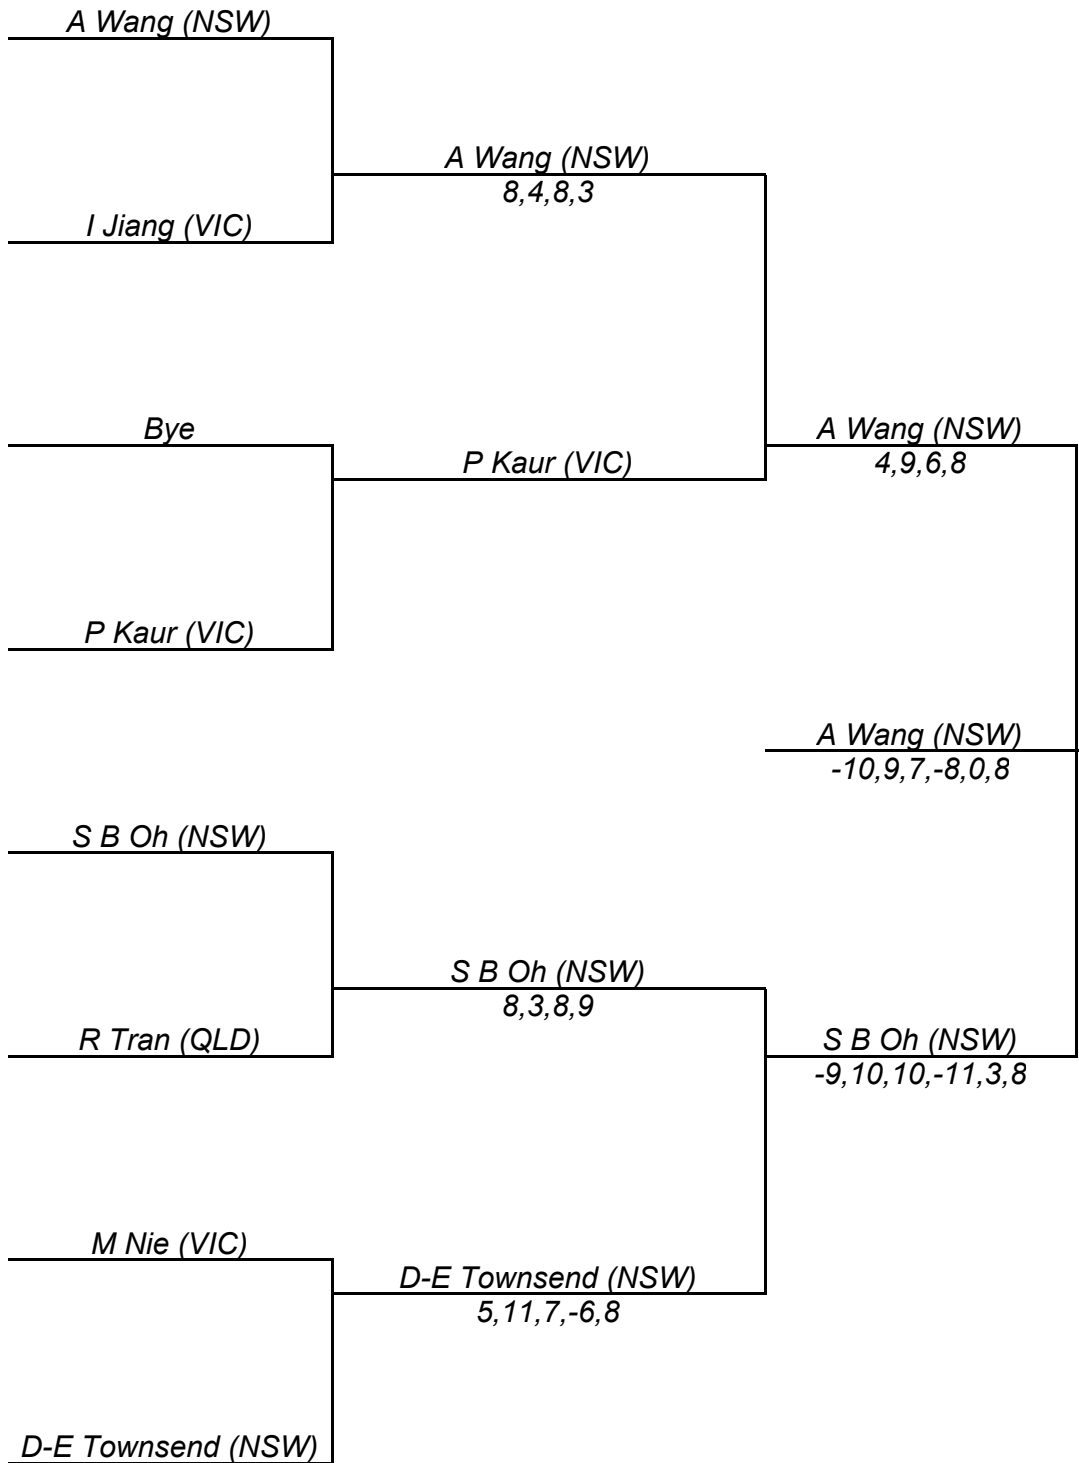 A Wang (NSW)
A Wang (NSW)
8,4,8,3
I Jiang (VIC)
Bye
A Wang (NSW)
P Kaur (VIC)
4,9,6,8
P Kaur (VIC)
A Wang (NSW)
-10,9,7,-8,0,8
S B Oh (NSW)
S B Oh (NSW)
8,3,8,9
R Tran (QLD)
S B Oh (NSW)
-9,10,10,-11,3,8
M Nie (VIC)
D-E Townsend (NSW)
5,11,7,-6,8
D-E Townsend (NSW)